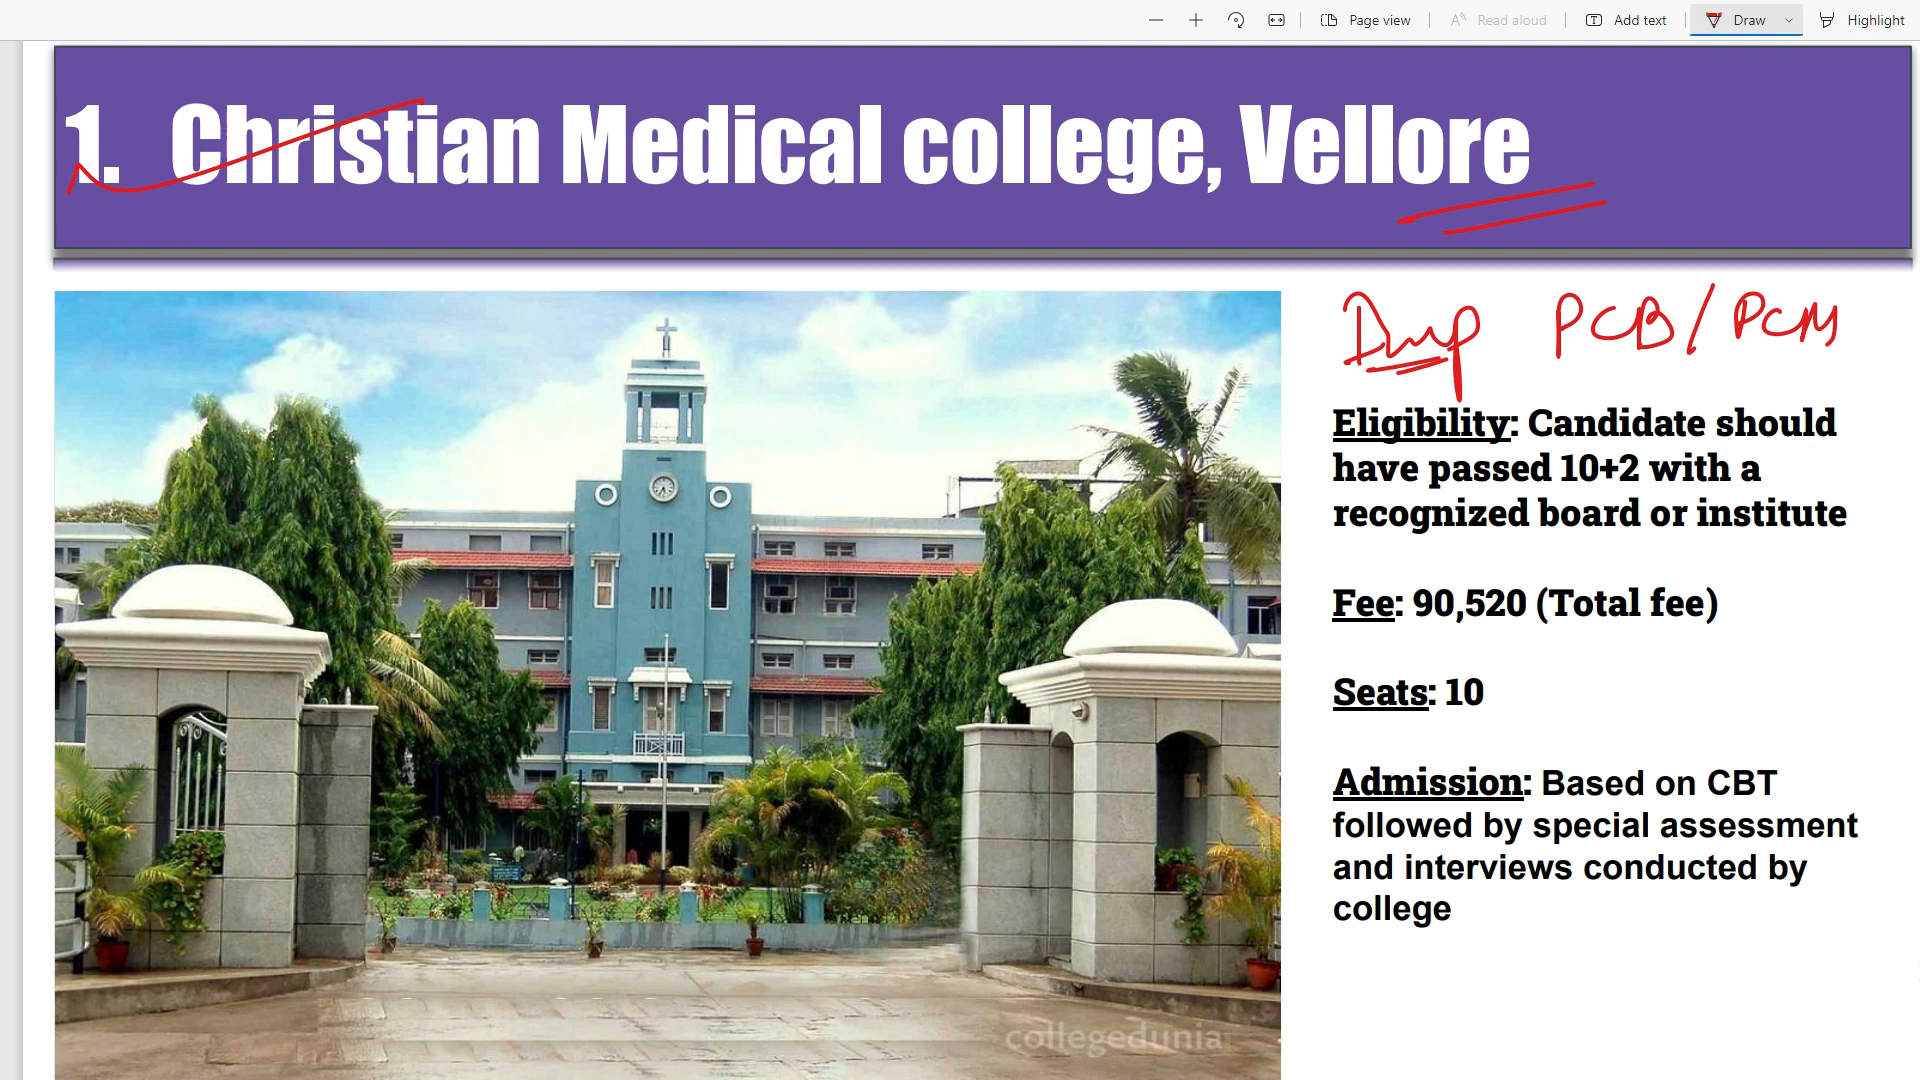 Page view Read aloud Add text Draw Highlight
1. Christian Medical college, Vellore
Imp PCB/PCM
Eligibility: Candidate should
have passed 10+2 with a
recognized board or institute
Fee: 90,520 (Total fee)
Seats: 10
Admission: Based on CBT
followed by special assessment
and interviews conducted by
college
collegedunia